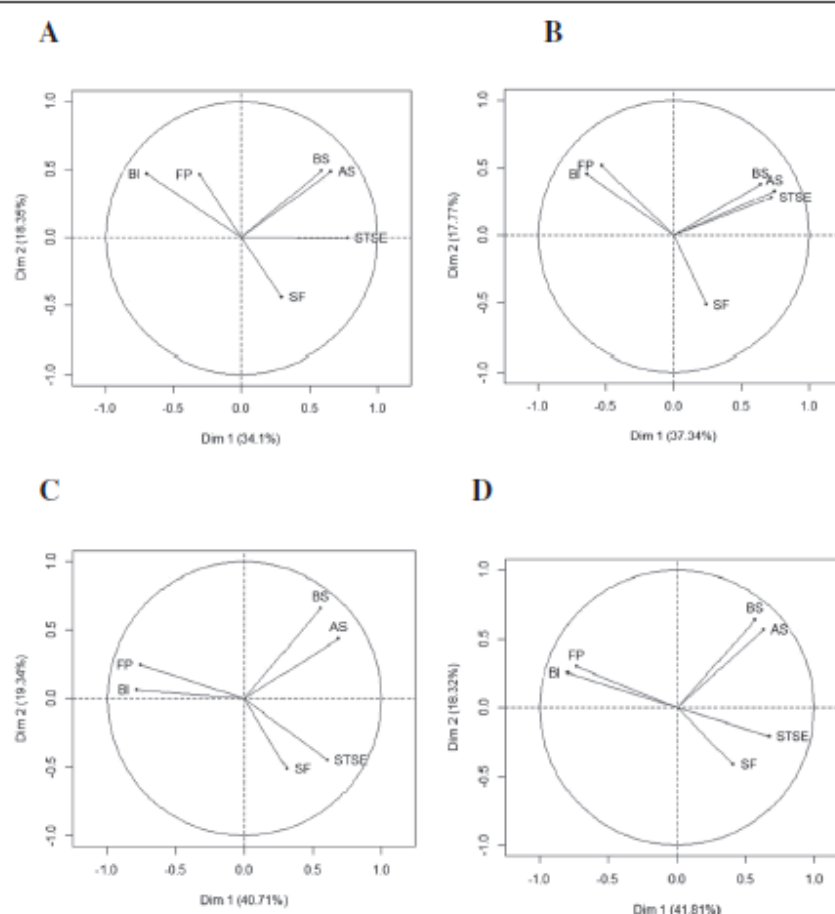 A
B
1.0
0.5
0.0
-0.5
-1.0
Dim 2 (18.35%)
BI
FP
BS
AS
STSE
SF
-1.0
-0.5
0.0
0.5
1.0
Dim 1 (34.1%)
1.0
0.5
0.0
-0.5
-1.0
Dim 2 (17.77%)
FP
BI
BS
AS
STSE
SF
-1.0
-0.5
0.0
0.5
1.0
Dim 1 (37.34%)
C
D
1.0
0.5
0.0
-0.5
-1.0
Dim 2 (19.34%)
BS
AS
FP
BI
STSE
SF
-1.0
-0.5
0.0
0.5
1.0
Dim 1 (40.71%)
1.0
0.5
0.0
-0.5
-1.0
Dim 2 (18.32%)
BS
AS
FP
BI
STSE
SF
-1.0
-0.5
0.0
0.5
1.0
Dim 1 (41.81%)